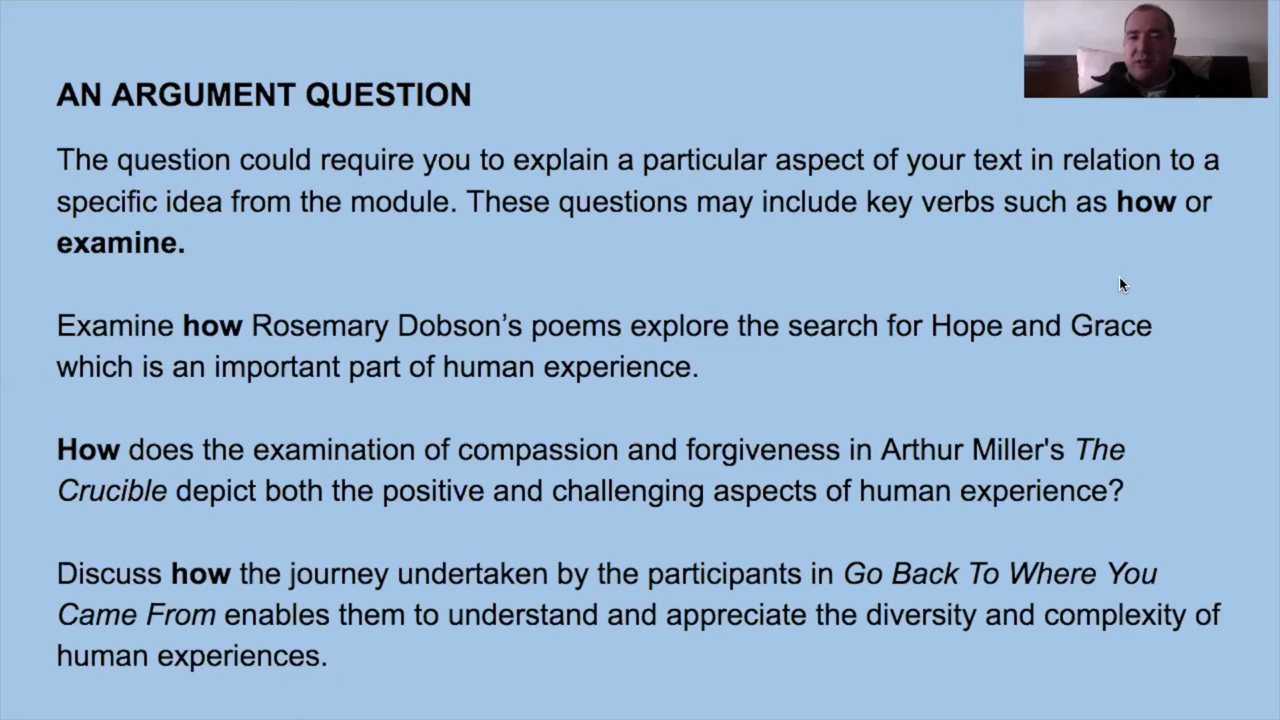 AN ARGUMENT QUESTION
The question could require you to explain a particular aspect of your text in relation to a
specific idea from the module. These questions may include key verbs such as how or
examine.
Examine how Rosemary Dobson’s poems explore the search for Hope and Grace
which is an important part of human experience.
How does the examination of compassion and forgiveness in Arthur Miller's The
Crucible depict both the positive and challenging aspects of human experience?
Discuss how the journey undertaken by the participants in Go Back To Where You
Came From enables them to understand and appreciate the diversity and complexity of
human experiences.